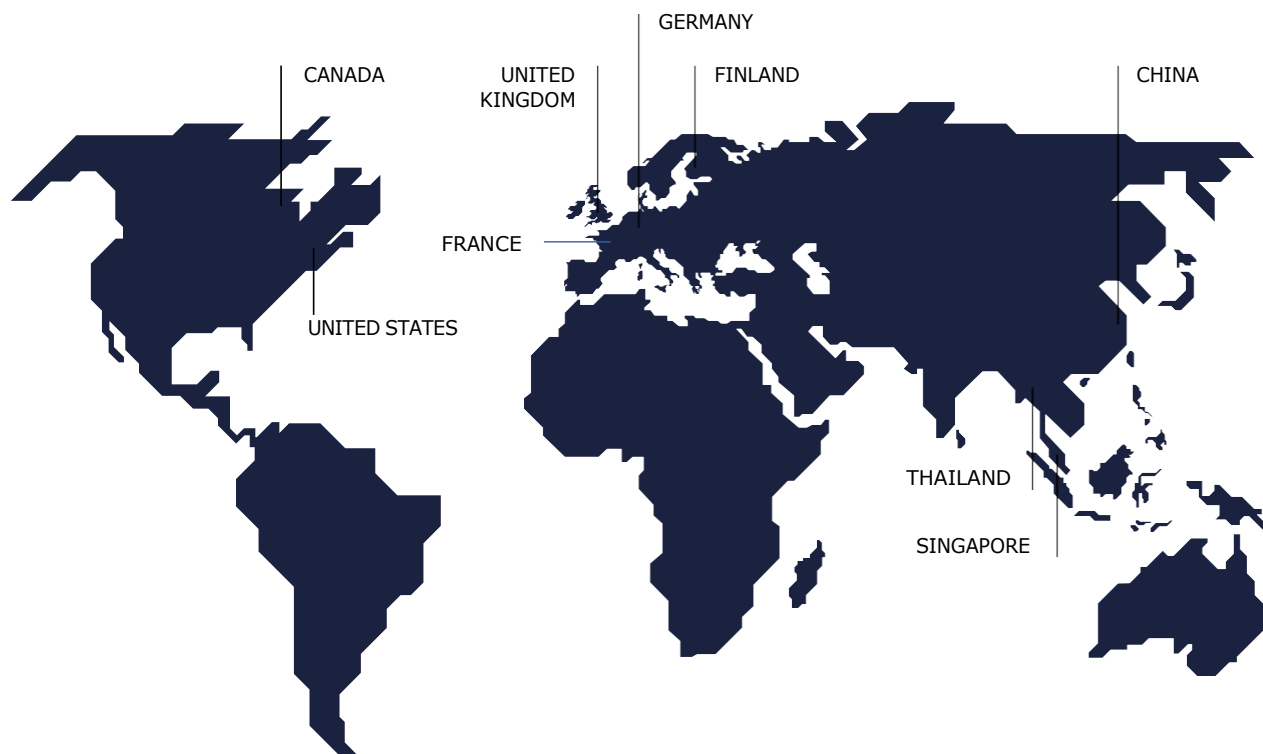 GERMANY
CANADA
UNITED
KINGDOM
FINLAND
CHINA
FRANCE
UNITED STATES
THAILAND
SINGAPORE